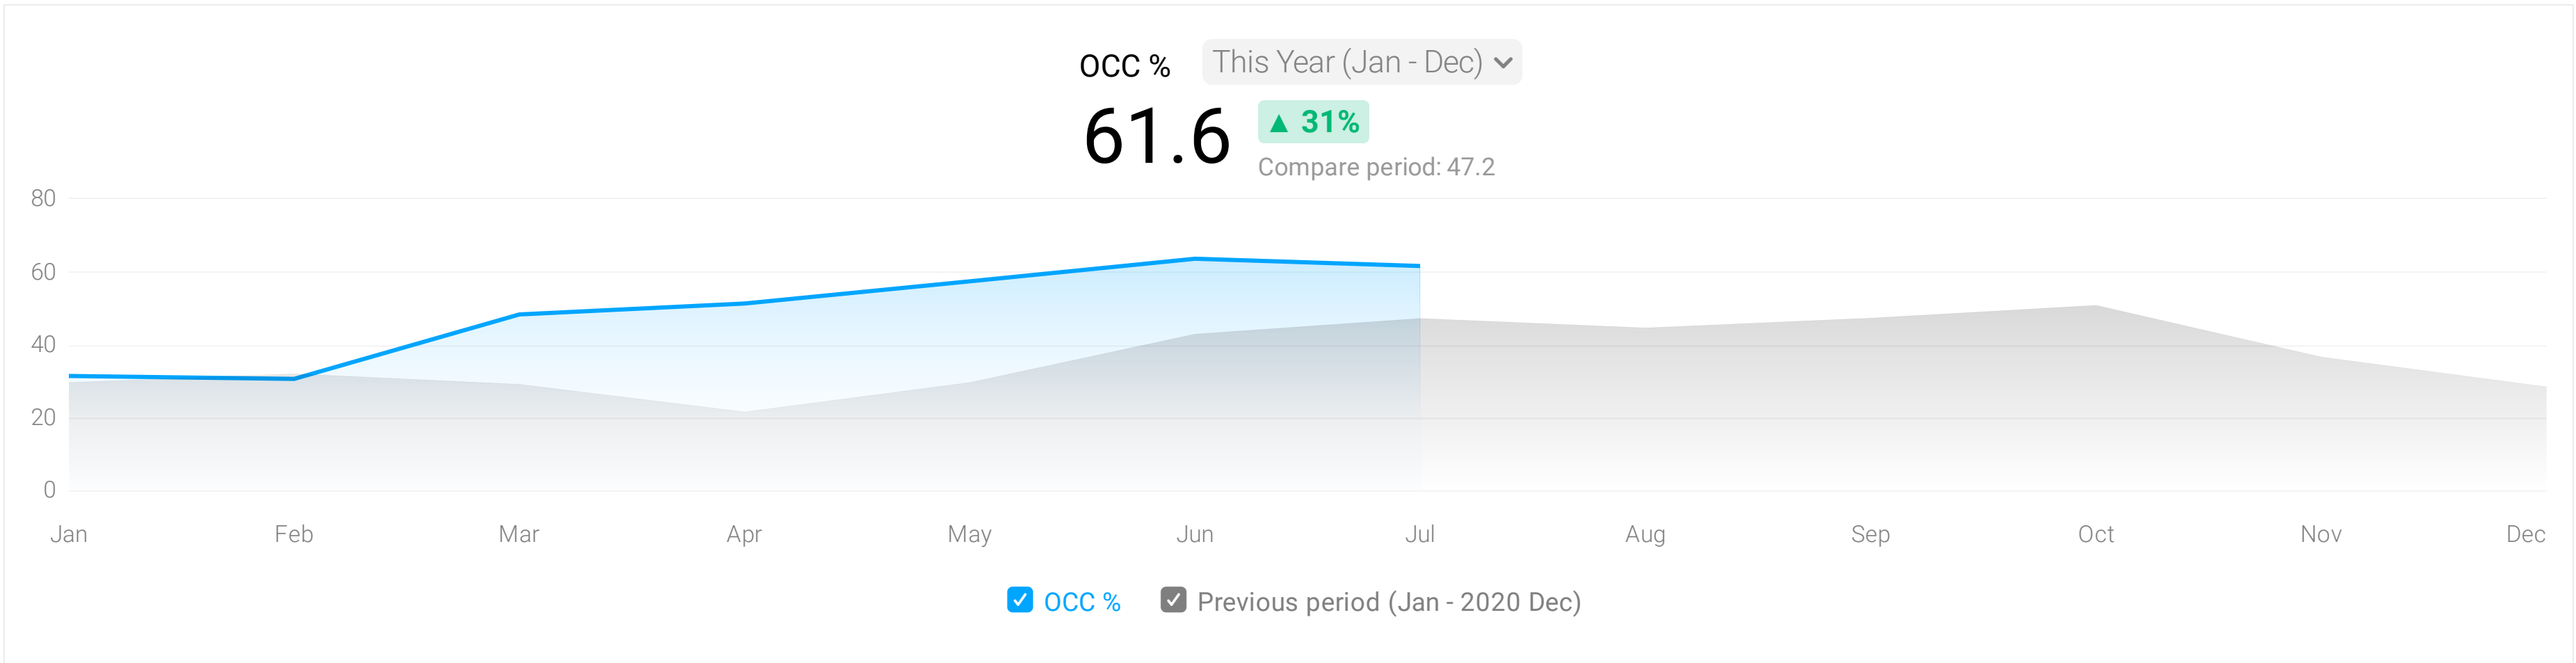 OCC % This Year (Jan - Dec)
61.6 ▲ 31%
Compare period: 47.2
80
60
40
20
0
Jan Feb Mar Apr May Jun Jul Aug Sep Oct Nov Dec
OCC % Previous period (Jan - 2020 Dec)